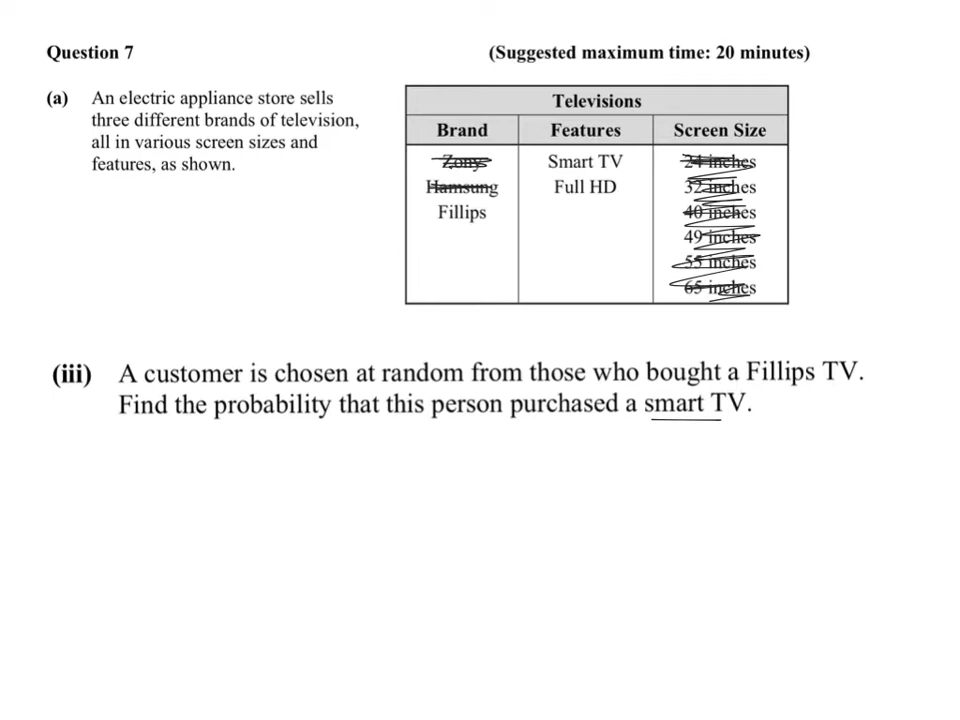 Question 7
(Suggested maximum time: 20 minutes)
(a) An electric appliance store sells
three different brands of television,
all in various screen sizes and
features, as shown.
Televisions
Brand Features Screen Size
Zony Smart TV 24 inches
Hamsung Full HD 32 inches
Fillips 40 inches
49 inches
55 inches
65 inches
(iii) A customer is chosen at random from those who bought a Fillips TV.
Find the probability that this person purchased a smart TV.